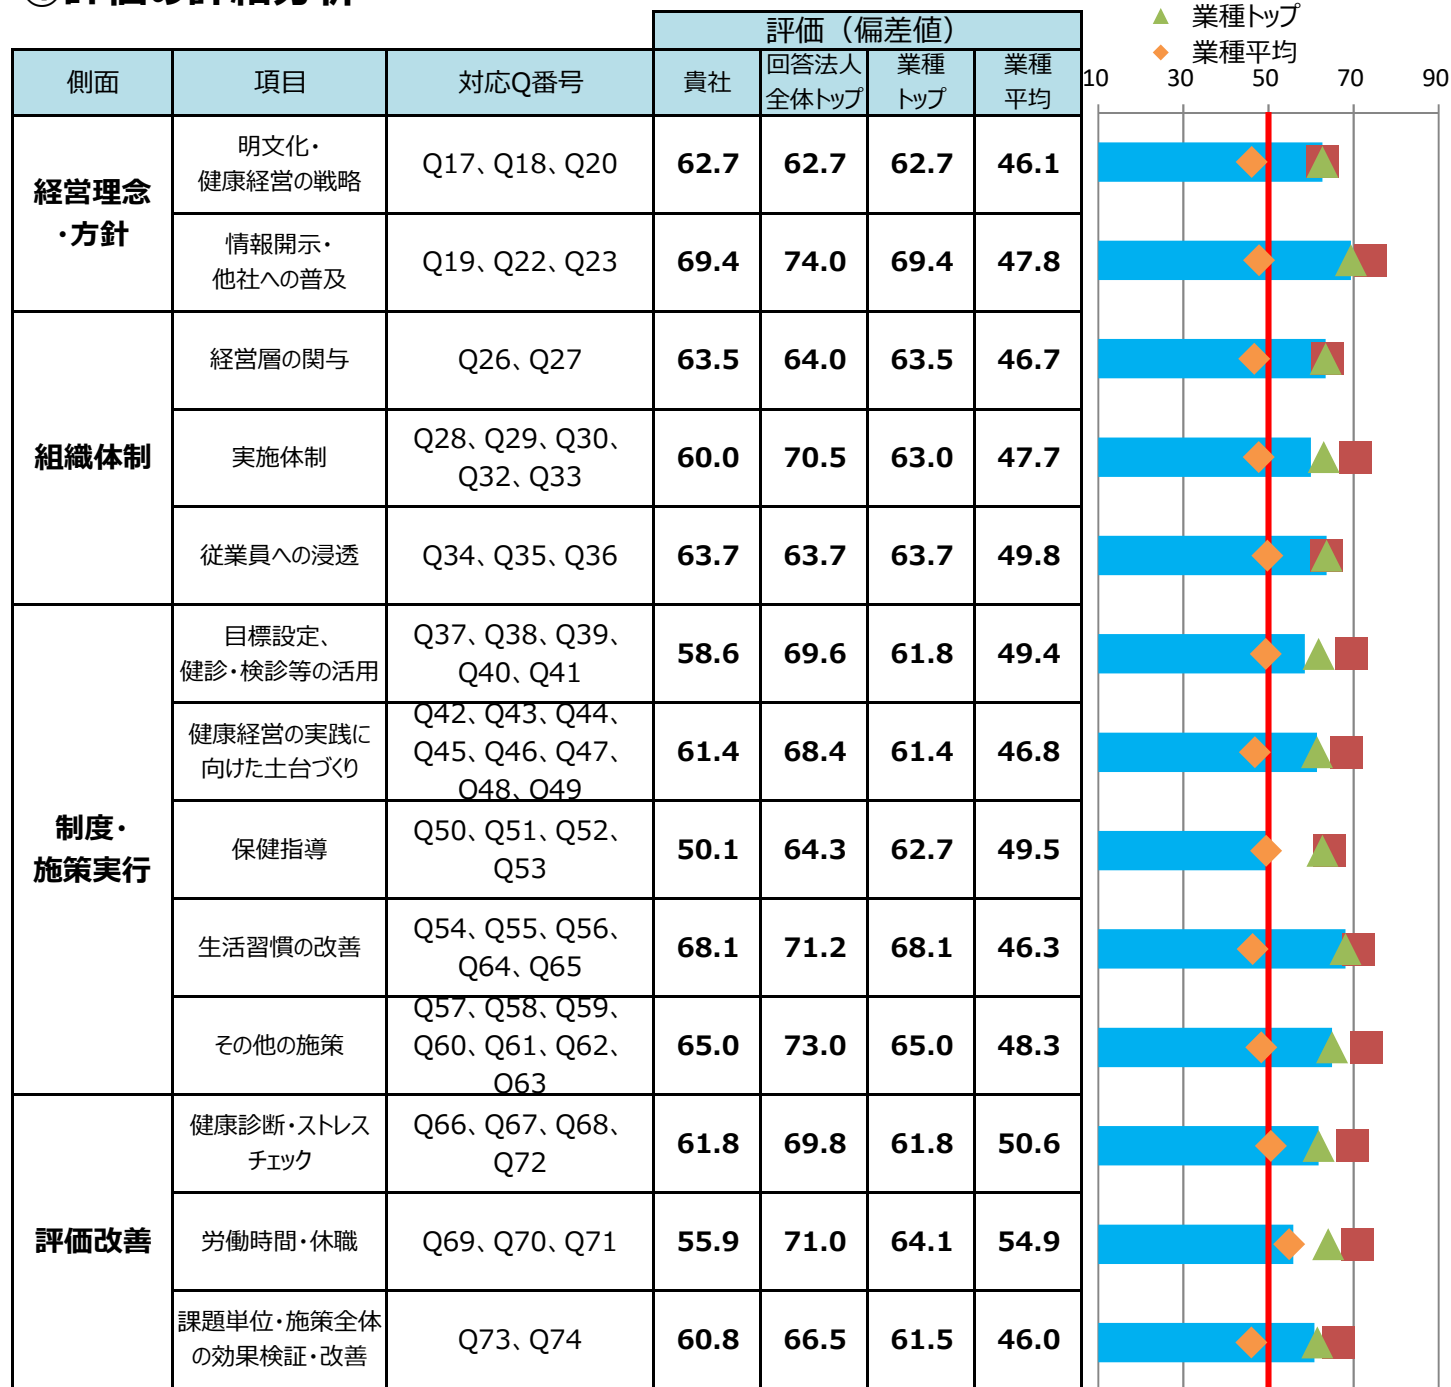 ▲ 業種トップ
◆ 業種平均
評価（偏差値）
側面 項目 対応Q番号 貴社 回答法人 業種 業種
全体トップ トップ 平均
10 30 50 70 90
経営理念
・方針
明文化・
健康経営の戦略
Q17、Q18、Q20 62.7 62.7 62.7 46.1
情報開示・
他社への普及
Q19、Q22、Q23 69.4 74.0 69.4 47.8
組織体制
経営層の関与 Q26、Q27 63.5 64.0 63.5 46.7
実施体制
Q28、Q29、Q30、
Q32、Q33
60.0 70.5 63.0 47.7
従業員への浸透 Q34、Q35、Q36 63.7 63.7 63.7 49.8
制度・
施策実行
目標設定、
健診・検診等の活用
Q37、Q38、Q39、
Q40、Q41
58.6 69.6 61.8 49.4
健康経営の実践に
向けた土台づくり
Q42、Q43、Q44、
Q45、Q46、Q47、
Q48、Q49
61.4 68.4 61.4 46.8
保健指導
Q50、Q51、Q52、
Q53
50.1 64.3 62.7 49.5
生活習慣の改善
Q54、Q55、Q56、
Q64、Q65
68.1 71.2 68.1 46.3
その他の施策
Q57、Q58、Q59、
Q60、Q61、Q62、
Q63
65.0 73.0 65.0 48.3
評価改善
健康診断・ストレス
チェック
Q66、Q67、Q68、
Q72
61.8 69.8 61.8 50.6
労働時間・休職 Q69、Q70、Q71 55.9 71.0 64.1 54.9
課題単位・施策全体
の効果検証・改善
Q73、Q74 60.8 66.5 61.5 46.0